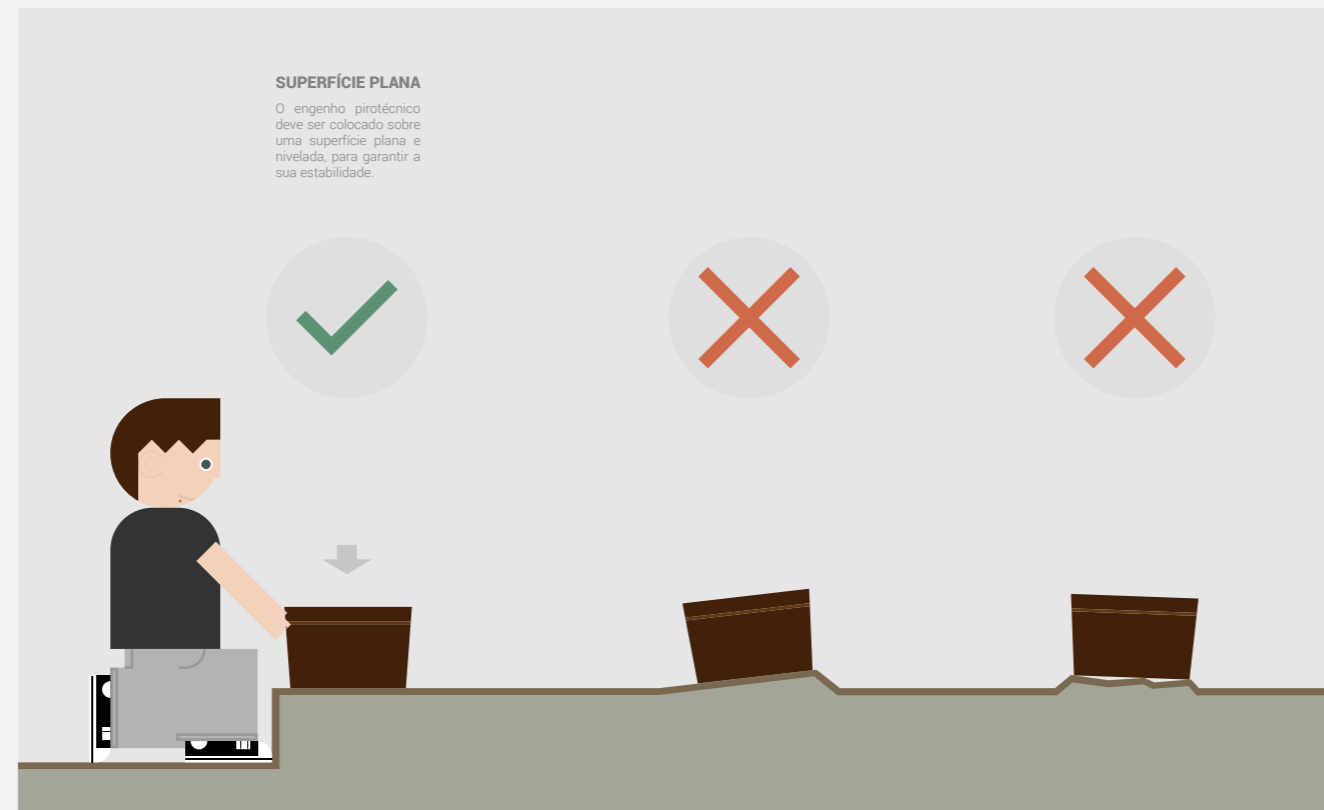 SUPERFÍCIE PLANA
O engenho pirotécnico
deve ser colocado sobre
uma superfície plana e
nivelada, para garantir a
sua estabilidade.